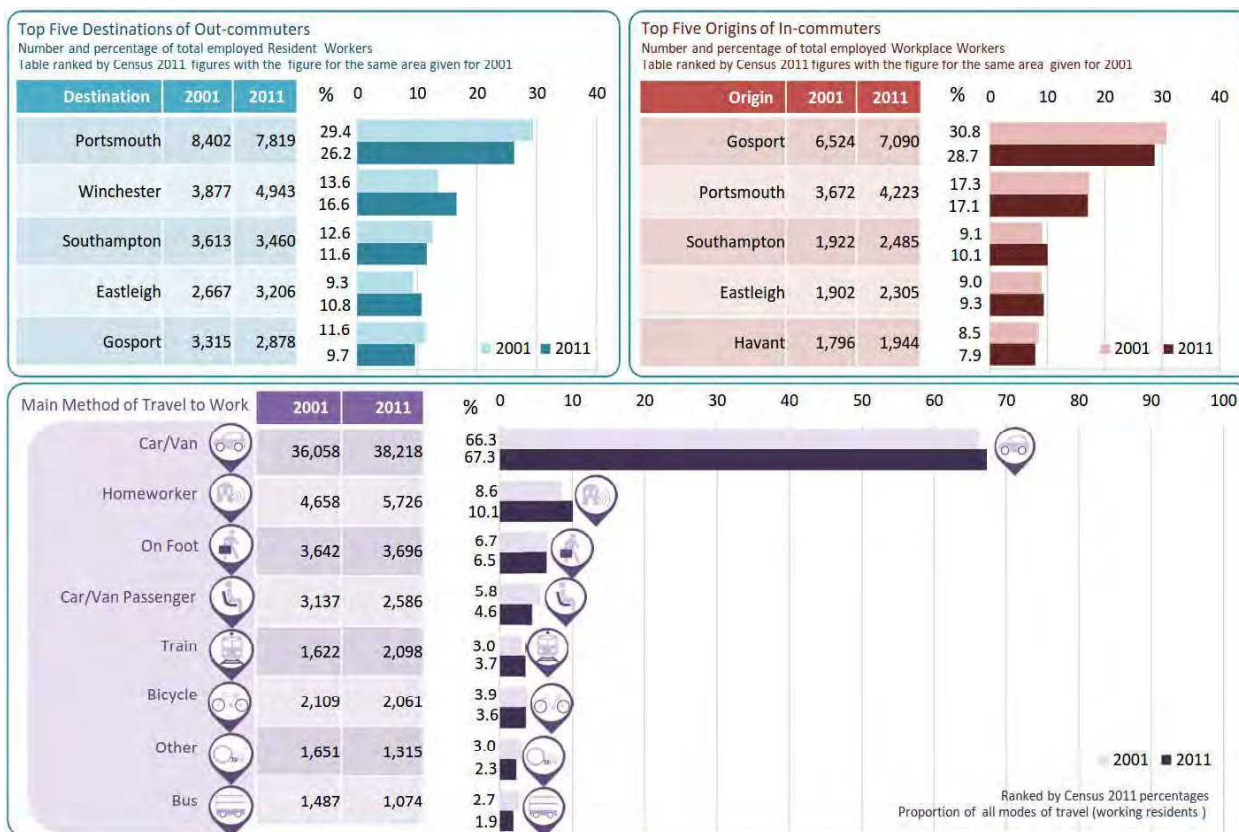 Top Five Destinations of Out-commuters
Number and percentage of total employed Resident Workers
Table ranked by Census 2011 figures with the figure for the same area given for 2001
Destination 2001 2011 % 0 10 20 30 40
Portsmouth 8,402 7,819 29.4
26.2
Winchester 3,877 4,943 13.6
16.6
Southampton 3,613 3,460 12.6
11.6
Eastleigh 2,667 3,206 9.3
10.8
Gosport 3,315 2,878 11.6
9.7
2001 2011
Top Five Origins of In-commuters
Number and percentage of total employed Workplace Workers
Table ranked by Census 2011 figures with the figure for the same area given for 2001
Origin 2001 2011 % 0 10 20 30 40
Gosport 6,524 7,090 30.8
28.7
Portsmouth 3,672 4,223 17.3
17.1
Southampton 1,922 2,485 9.1
10.1
Eastleigh 1,902 2,305 9.0
9.3
Havant 1,796 1,944 8.5
7.9
2001 2011
Main Method of Travel to Work 2001 2011 % 0 10 20 30 40 50 60 70 80 90 100
Car/Van 36,058 38,218 66.3
67.3
Homeworker 4,658 5,726 8.6
10.1
On Foot 3,642 3,696 6.7
6.5
Car/Van Passenger 3,137 2,586 5.8
4.6
Train 1,622 2,098 3.0
3.7
Bicycle 2,109 2,061 3.9
3.6
Other 1,651 1,315 3.0
2.3
Bus 1,487 1,074 2.7
1.9
2001 2011
Ranked by Census 2011 percentages
Proportion of all modes of travel (working residents )